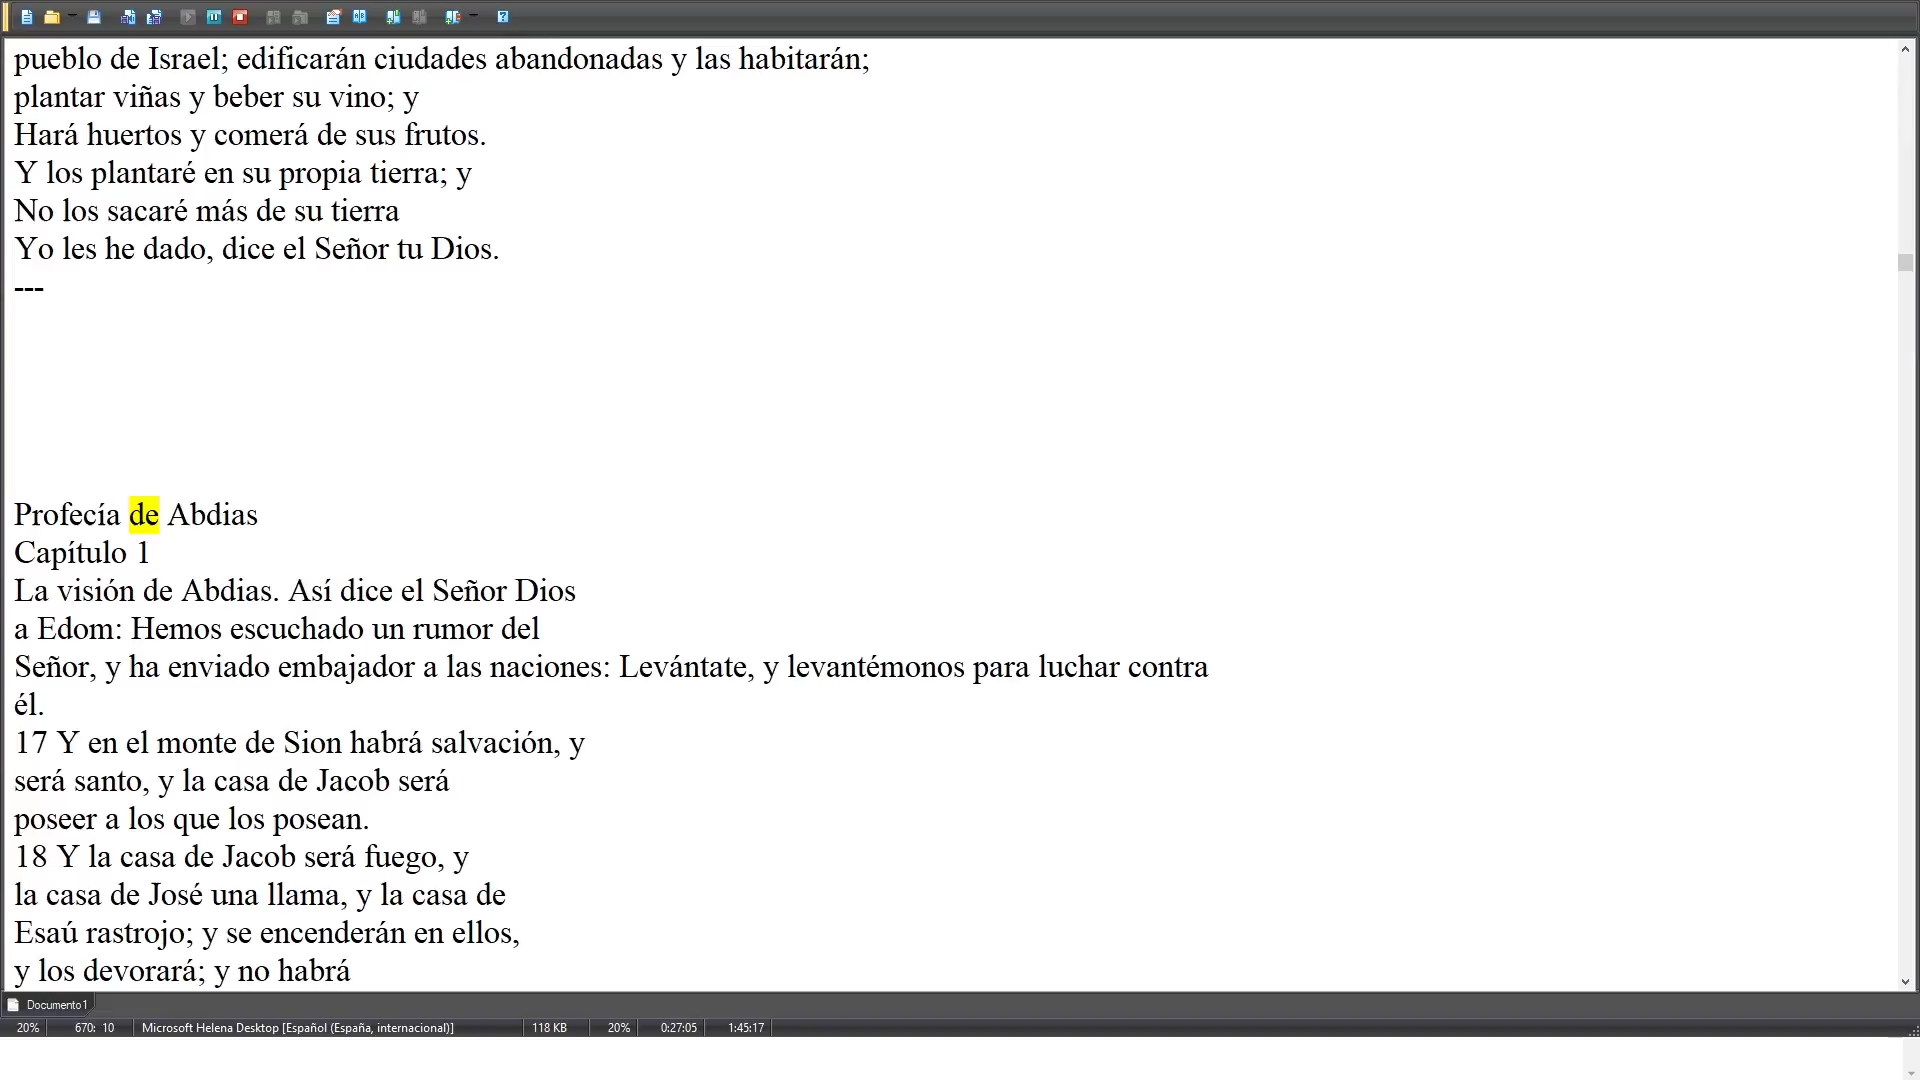 pueblo de Israel; edificarán ciudades abandonadas y las habitarán;
plantar viñas y beber su vino; y
Hará huertos y comerá de sus frutos.
Y los plantaré en su propia tierra; y
No los sacaré más de su tierra
Yo les he dado, dice el Señor tu Dios.
---
Profecía de Abdias
Capítulo 1
La visión de Abdias. Así dice el Señor Dios
a Edom: Hemos escuchado un rumor del
Señor, y ha enviado embajador a las naciones: Levántate, y levantémonos para luchar contra
él.
17 Y en el monte de Sion habrá salvación, y
será santo, y la casa de Jacob será
poseer a los que los posean.
18 Y la casa de Jacob será fuego, y
la casa de José una llama, y la casa de
Esaú rastrojo; y se encenderán en ellos,
y los devorará; y no habrá
Documento1
20% 670: 10 Microsoft Helena Desktop [Español (España, internacional)] 118 KB 20% 0:27:05 1:45:17